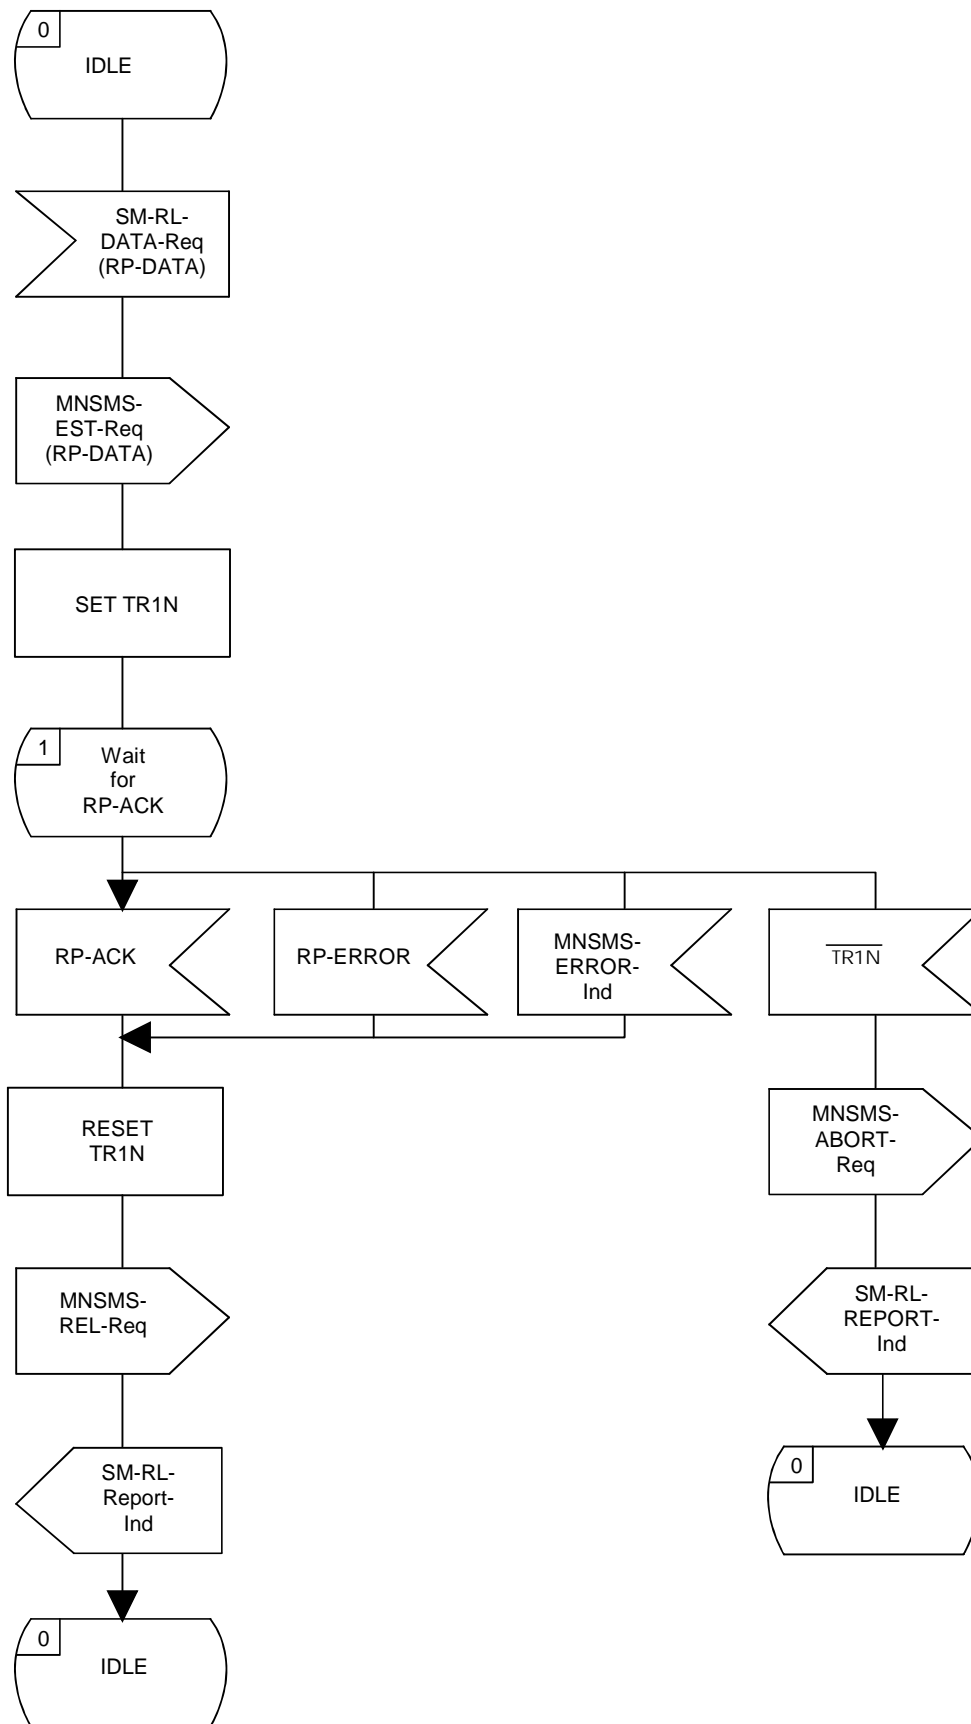 0
IDLE
SM-RL-
DATA-Req
(RP-DATA)
MNSMS-
EST-Req
(RP-DATA)
SET TR1N
1
Wait
for
RP-ACK
RP-ACK
RP-ERROR
MNSMS-
ERROR-
Ind
TR1N
RESET
TR1N
MNSMS-
ABORT-
Req
MNSMS-
REL-Req
SM-RL-
REPORT-
Ind
SM-RL-
Report-
Ind
0
IDLE
0
IDLE